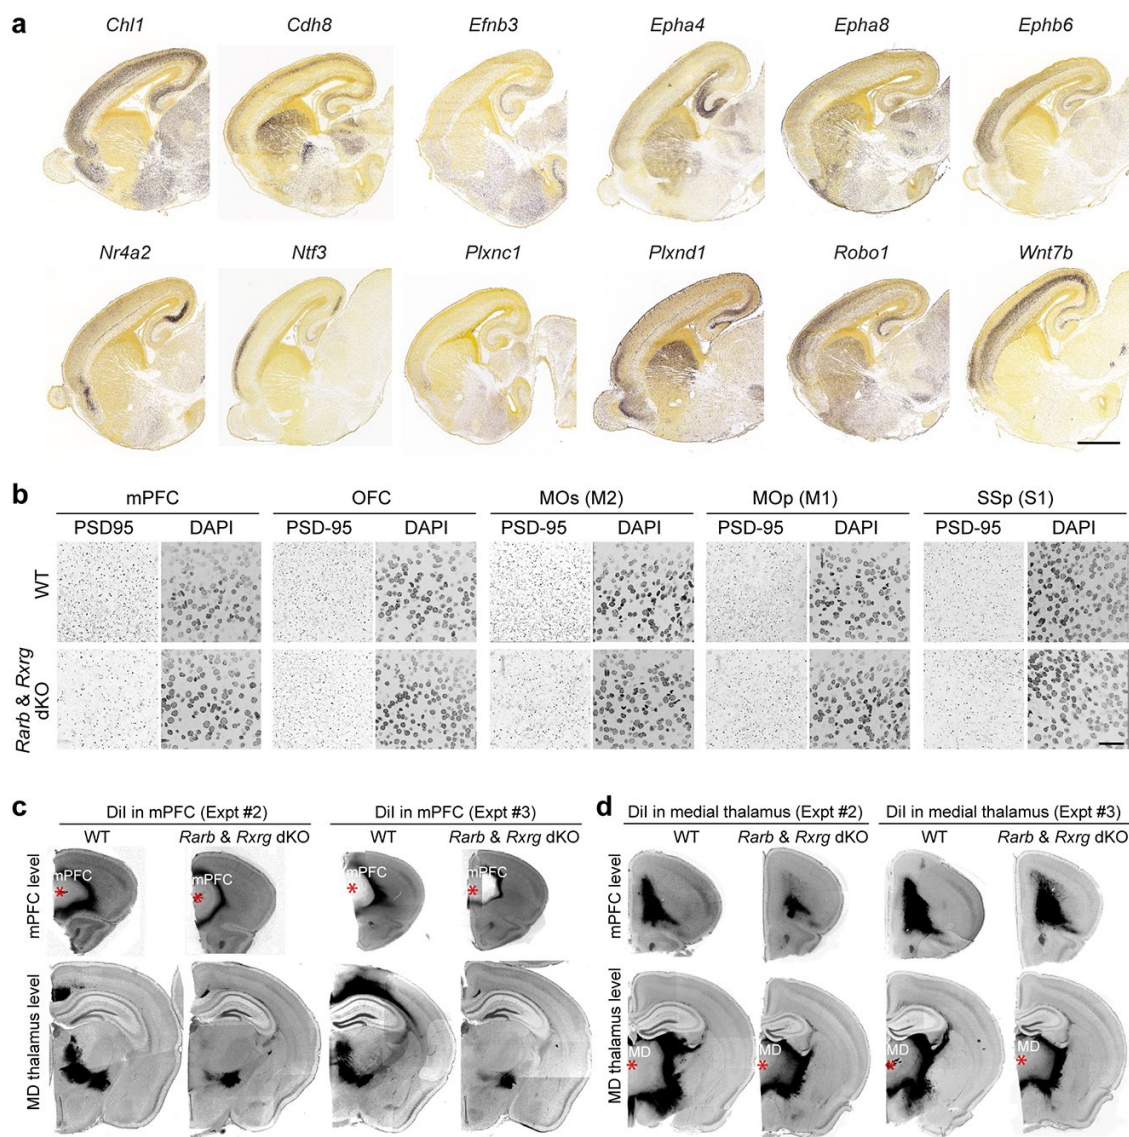 a
Chl1 Cdh8 Efnb3 Epha4 Epha8 Ephb6
Nr4a2 Ntf3 Plxnc1 Plxnd1 Robo1 Wnt7b
b
mPFC OFC MOs (M2) MOp (M1) SSp (S1)
PSD95 DAPI PSD-95 DAPI PSD-95 DAPI PSD-95 DAPI PSD-95 DAPI
WT
Rarb & Rxrg
dKO
c
DiI in mPFC (Expt #2) DiI in mPFC (Expt #3)
WT Rarb & Rxrg dKO WT Rarb & Rxrg dKO
mPFC level
mPFC mPFC mPFC mPFC
* * * *
MD thalamus level
d
DiI in medial thalamus (Expt #2) DiI in medial thalamus (Expt #3)
WT Rarb & Rxrg dKO WT Rarb & Rxrg dKO
mPFC level
MD thalamus level
MD MD MD MD
* * * *